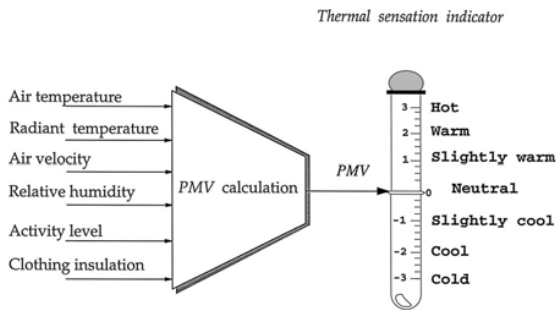 Thermal sensation indicator
Air temperature
Radiant temperature
Air velocity
Relative humidity
Activity level
Clothing insulation
PMV calculation
PMV
3 Hot
2 Warm
1 Slightly warm
0 Neutral
-1 Slightly cool
-2 Cool
-3 Cold